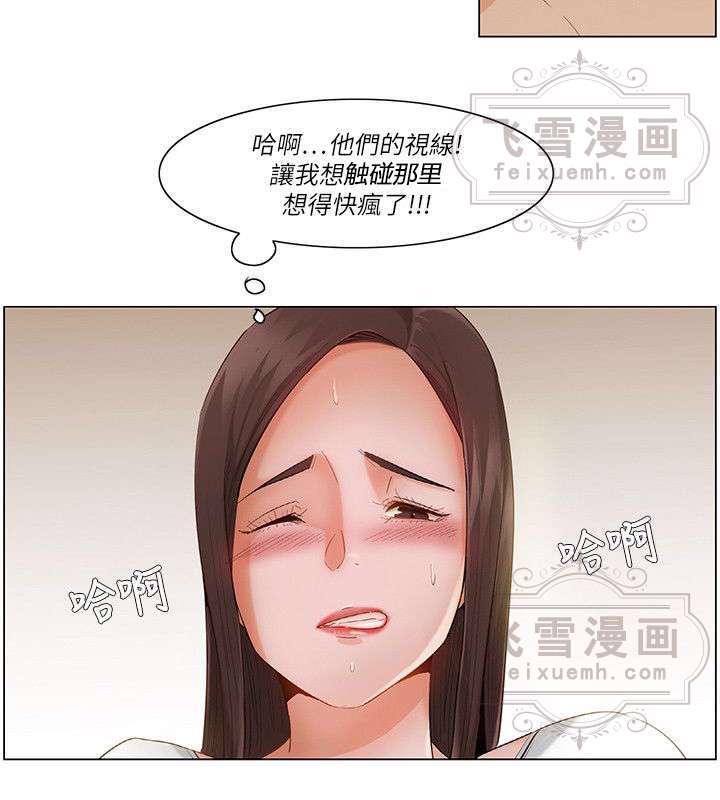 飞雪漫画
feixuemh.com
哈啊...他們的視線!
讓我想触碰那里
想得快瘋了!!!
哈啊
哈啊
飞雪漫画
feixuemh.com